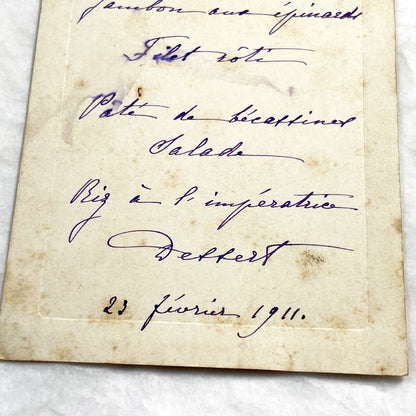 Jambon aux épinards
Filet rôti
Pâté de bécassines
Salade
Riz à l'impératrice
Dessert
23 février 1911.